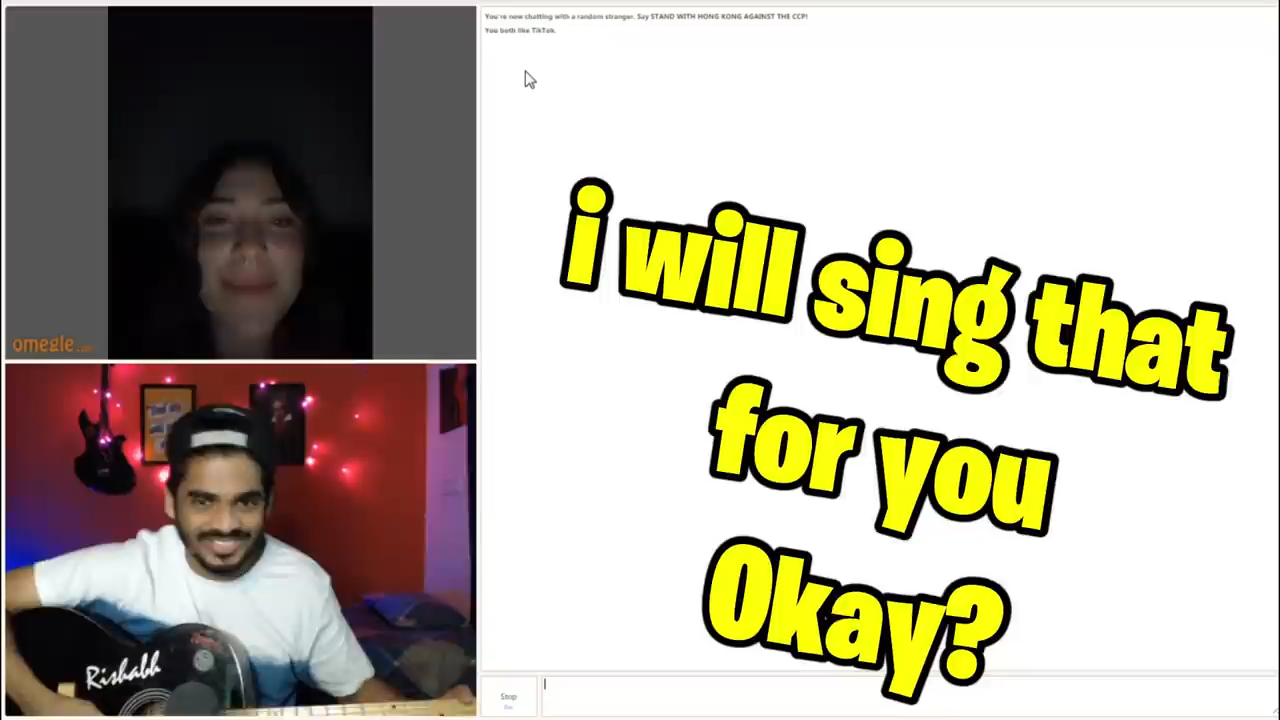 You're now chatting with a random stranger. Say STAND WITH HONG KONG AGAINST THE CCP!
You both like TikTok.
i will sing that
for you
Okay?
omegle
Rishabh
Stop
Esc